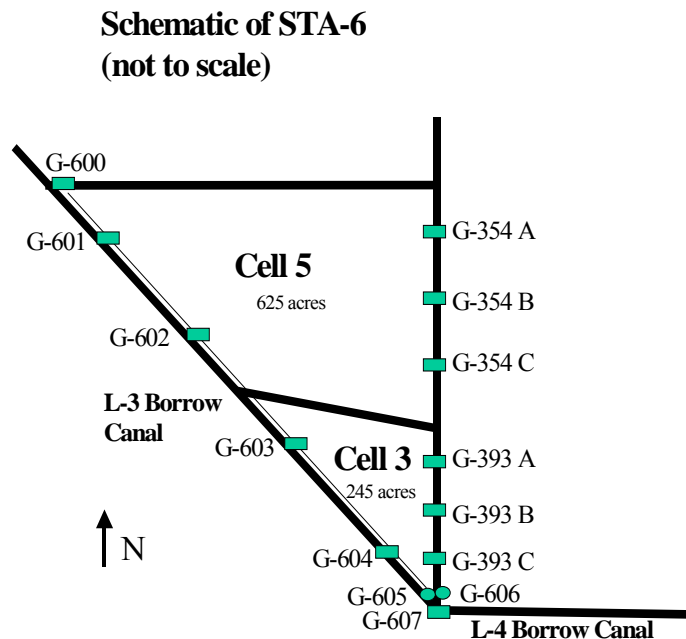 Schematic of STA-6
(not to scale)
G-600
G-601
G-354 A
Cell 5
625 acres
G-354 B
G-602
G-354 C
L-3 Borrow
Canal
G-603
Cell 3
245 acres
G-393 A
G-393 B
N
G-604
G-393 C
G-605
G-606
G-607
L-4 Borrow Canal